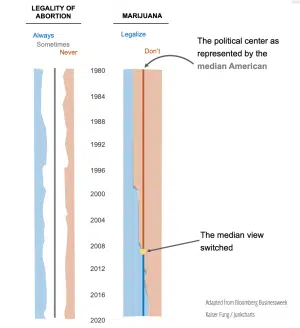 LEGALITY OF
ABORTION
Always
Sometimes
Never
MARIJUANA
Legalize
Don't
The political center as
represented by the
median American
1980
1984
1988
1992
1996
2000
2004
2008
2012
2016
2020
The median view
switched
Adapted from Bloomberg Businessweek
Kaiser Fung / junkcharts